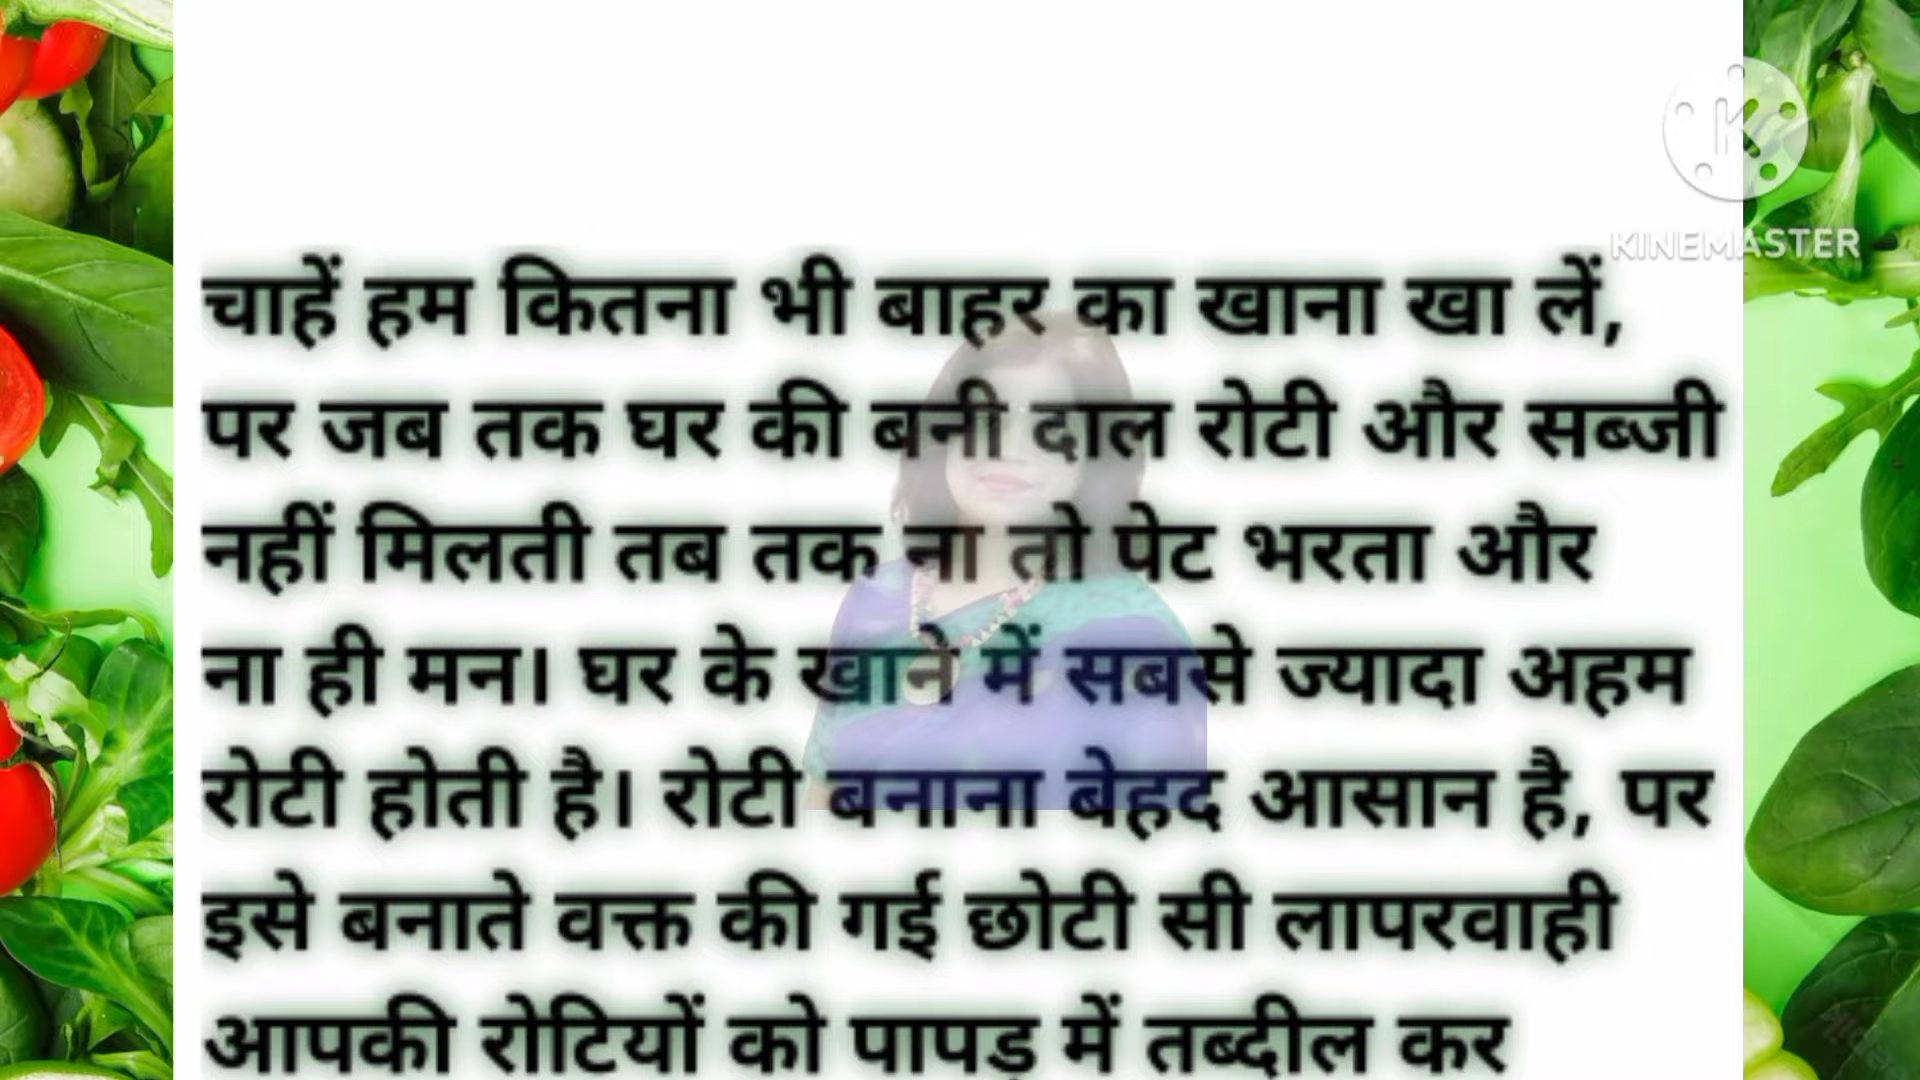 KINEMASTER
चाहें हम कितना भी बाहर का खाना खा लें,
पर जब तक घर की बनी दाल रोटी और सब्जी
नहीं मिलती तब तक ना तो पेट भरता और
ना ही मन। घर के खाने में सबसे ज्यादा अहम
रोटी होती है। रोटी बनाना बेहद आसान है, पर
इसे बनाते वक्त की गई छोटी सी लापरवाही
आपकी रोटियों को पापड़ में तब्दील कर